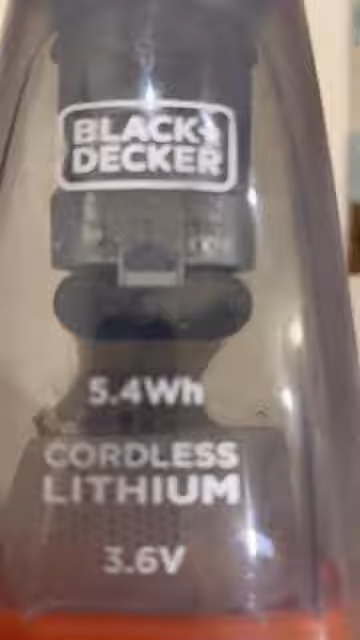 BLACK+
DECKER
5.4Wh
CORDLESS
LITHIUM
3.6V